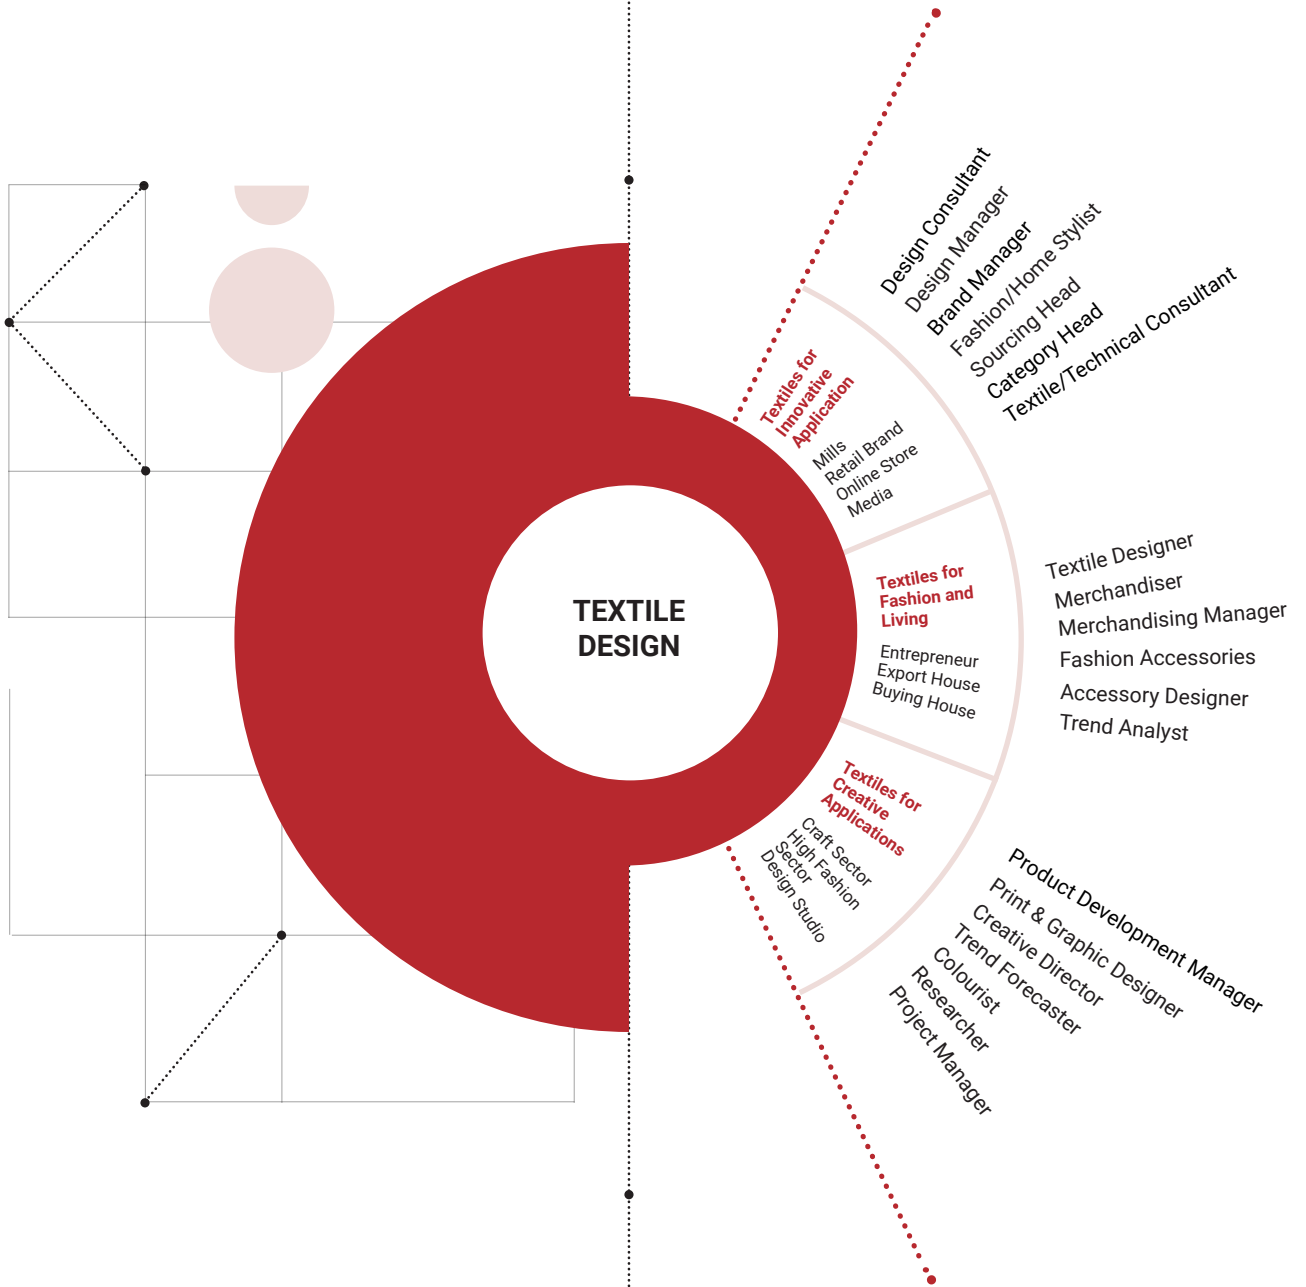 TEXTILE
DESIGN
Textiles for
Innovative
Application
Mills
Retail Brand
Online Store
Media
Design Consultant
Design Manager
Brand Manager
Fashion/Home Stylist
Sourcing Head
Category Head
Textile/Technical Consultant
Textiles for
Fashion and
Living
Entrepreneur
Export House
Buying House
Textile Designer
Merchandiser
Merchandising Manager
Fashion Accessories
Accessory Designer
Trend Analyst
Textiles for
Creative
Applications
Craft Sector
High Fashion
Sector
Design Studio
Product Development Manager
Print & Graphic Designer
Creative Director
Trend Forecaster
Colourist
Researcher
Project Manager